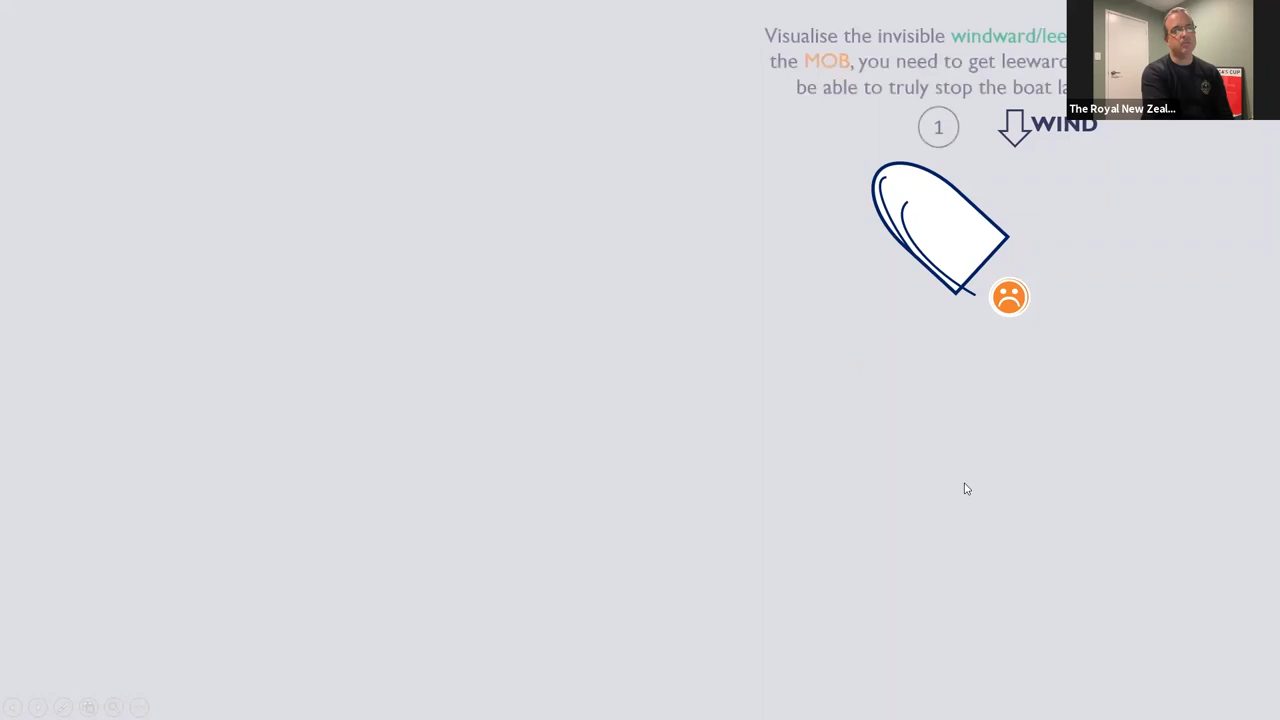 Visualise the invisible windward/lee
the MOB, you need to get leeward
be able to truly stop the boat la
1
WIND
The Royal New Zeal...
A'S CUP